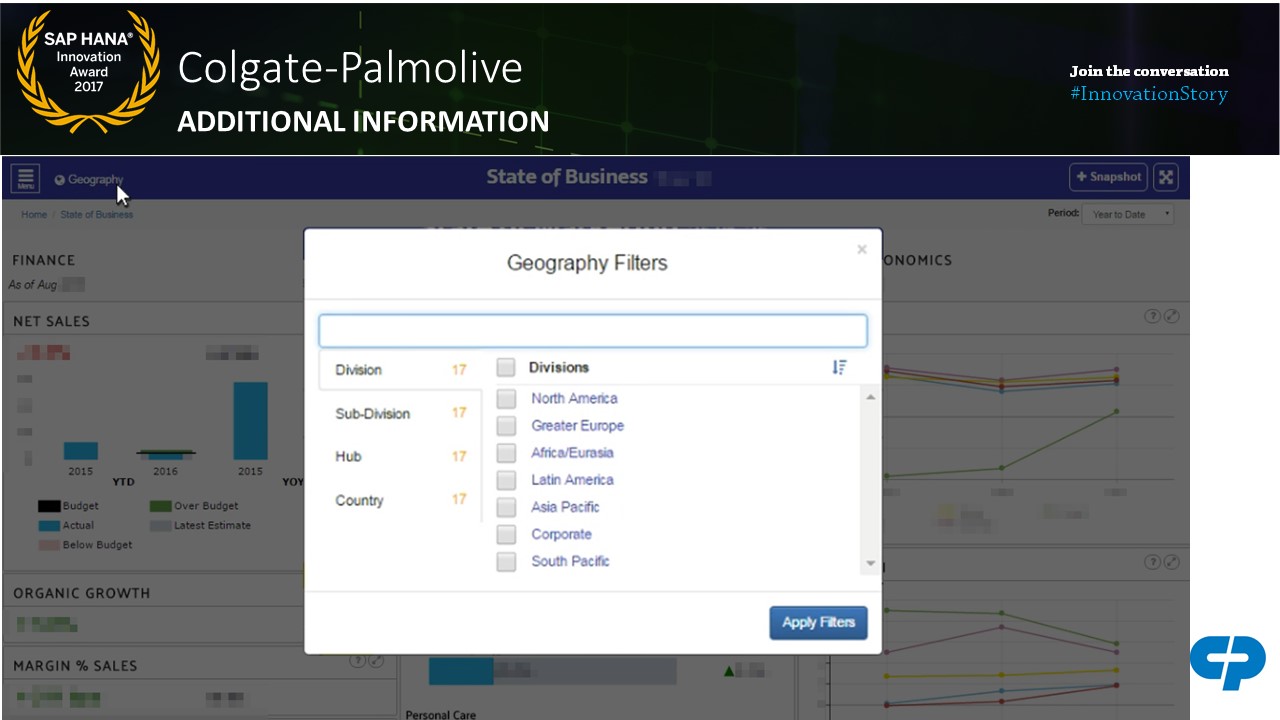 SAP HANA®
Innovation
Award
2017
Colgate-Palmolive
ADDITIONAL INFORMATION
Join the conversation
#InnovationStory
Menu
Geography
State of Business
+ Snapshot
Home / State of Business
Period: Year to Date
FINANCE
As of Aug
ONOMICS
NET SALES
2015 2016 2015
YTD YOY
Budget Over Budget
Actual Latest Estimate
Below Budget
ORGANIC GROWTH
MARGIN % SALES
Personal Care
Geography Filters
×
Division 17
Sub-Division 17
Hub 17
Country 17
Divisions
North America
Greater Europe
Africa/Eurasia
Latin America
Asia Pacific
Corporate
South Pacific
Apply Filters
? 
? 
? 
CP